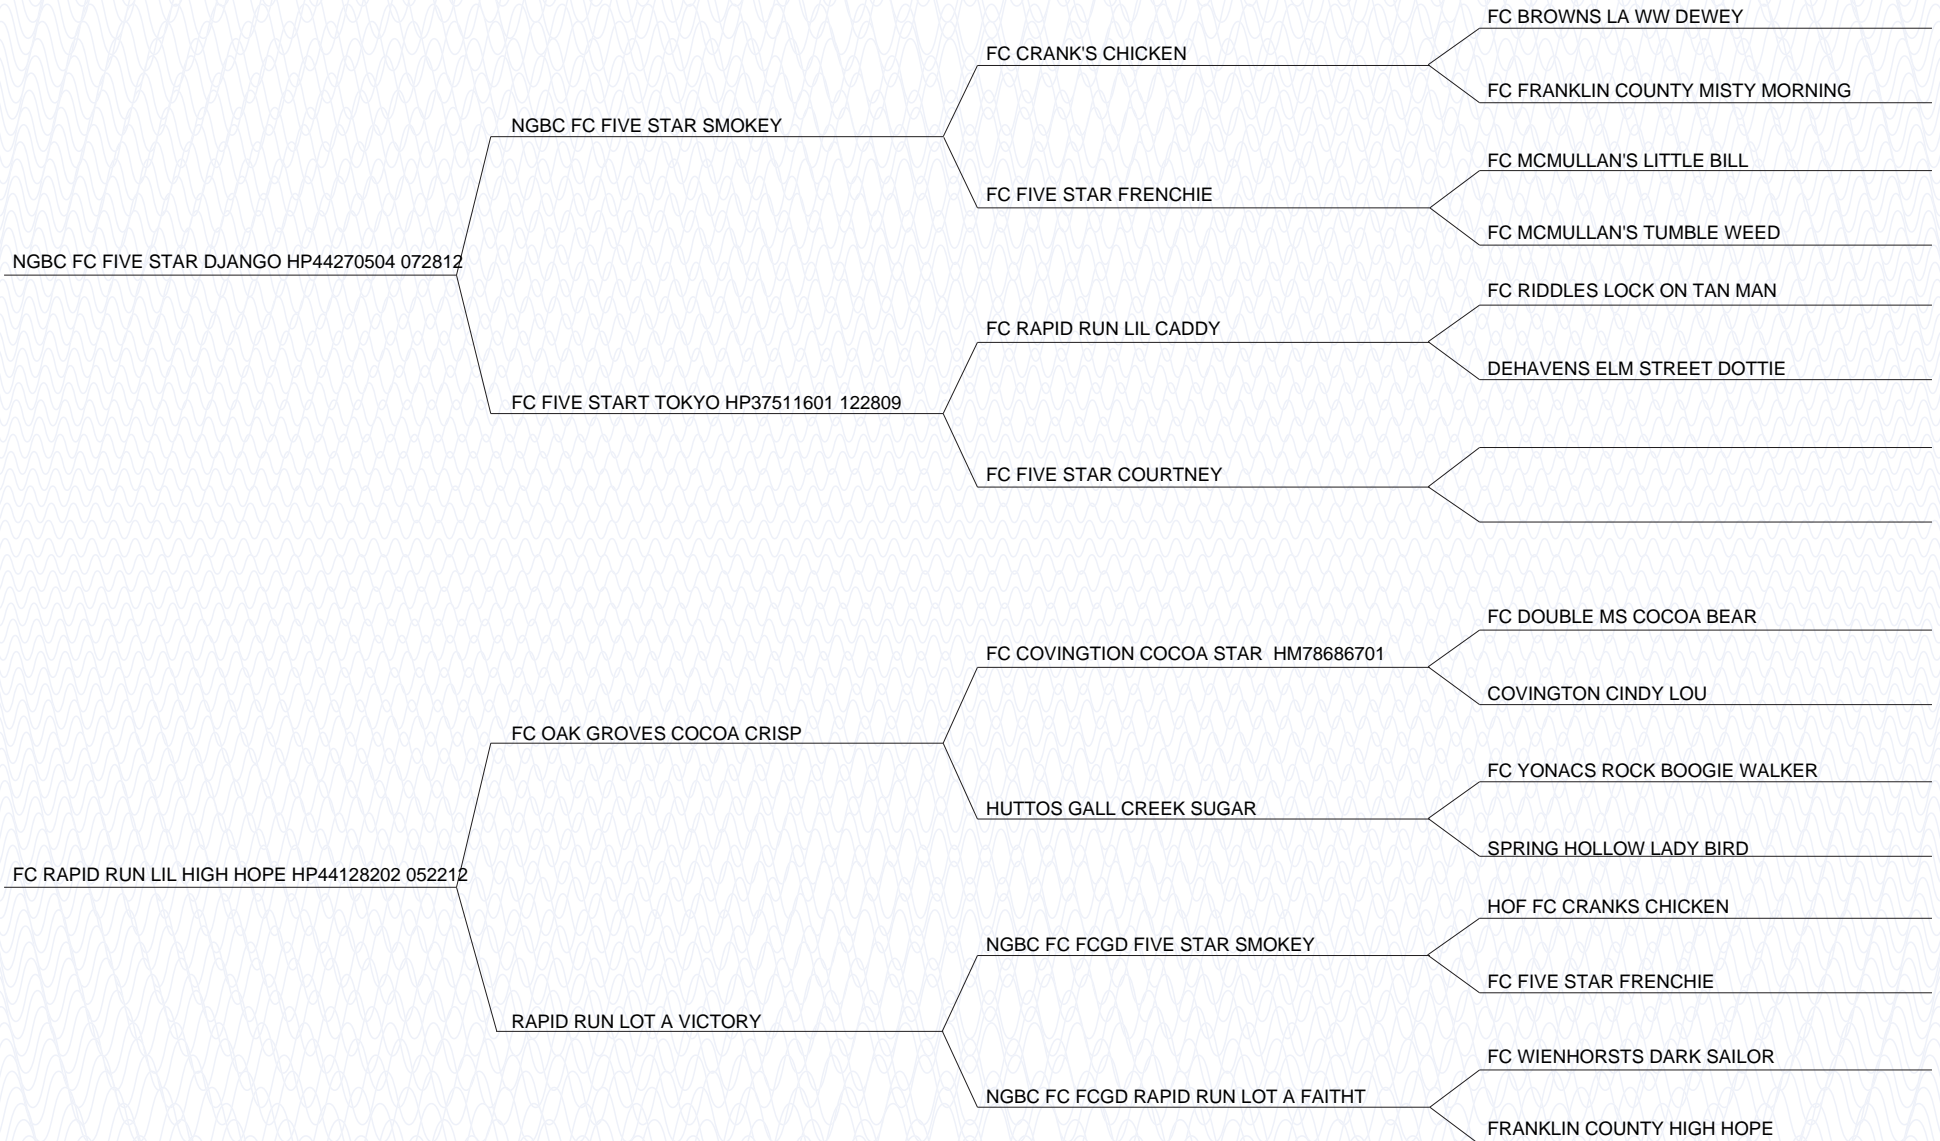 FC BROWNS LA WW DEWEY
FC CRANK'S CHICKEN
FC FRANKLIN COUNTY MISTY MORNING
NGBC FC FIVE STAR SMOKEY
FC MCMULLAN'S LITTLE BILL
FC FIVE STAR FRENCHIE
FC MCMULLAN'S TUMBLE WEED
NGBC FC FIVE STAR DJANGO HP44270504 072812
FC RIDDLES LOCK ON TAN MAN
FC RAPID RUN LIL CADDY
DEHAVENS ELM STREET DOTTIE
FC FIVE START TOKYO HP37511601 122809
FC FIVE STAR COURTNEY
FC DOUBLE MS COCOA BEAR
FC COVINGTION COCOA STAR  HM78686701
COVINGTON CINDY LOU
FC OAK GROVES COCOA CRISP
FC YONACS ROCK BOOGIE WALKER
HUTTOS GALL CREEK SUGAR
SPRING HOLLOW LADY BIRD
FC RAPID RUN LIL HIGH HOPE HP44128202 052212
HOF FC CRANKS CHICKEN
NGBC FC FCGD FIVE STAR SMOKEY
FC FIVE STAR FRENCHIE
RAPID RUN LOT A VICTORY
FC WIENHORSTS DARK SAILOR
NGBC FC FCGD RAPID RUN LOT A FAITHT
FRANKLIN COUNTY HIGH HOPE